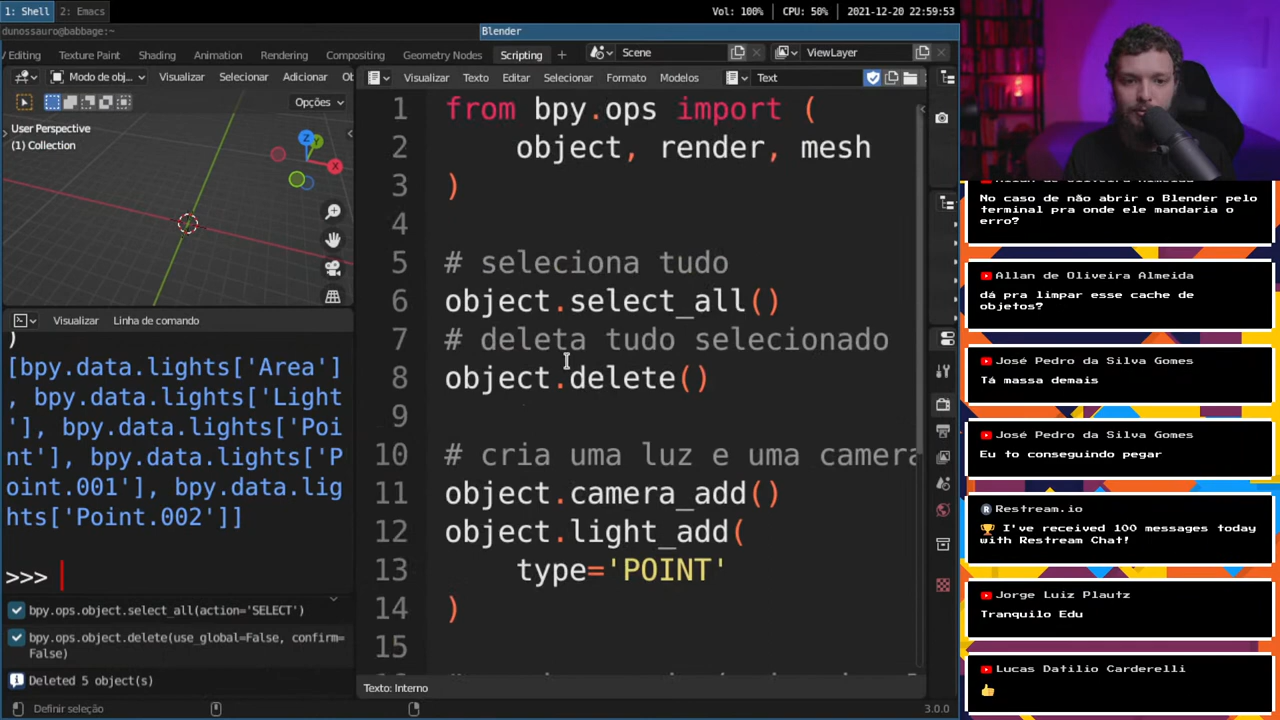 1: Shell
2: Emacs
Vol: 100%
CPU: 50%
2021-12-20 22:59:53
dunossauro@babbage:~
Blender
Editing
Texture Paint
Shading
Animation
Rendering
Compositing
Geometry Nodes
Scripting
+
Scene
ViewLayer
Modo de obj...
Visualizar
Selecionar
Adicionar
Ob
Visualizar
Texto
Editar
Selecionar
Formato
Modelos
Text
Opções
User Perspective
(1) Collection
Z
Y
X
Visualizar
Linha de comando
)
[bpy.data.lights['Area']
, bpy.data.lights['Light
'], bpy.data.lights['Poi
nt'], bpy.data.lights['P
oint.001'], bpy.data.lig
hts['Point.002']]
>>>
bpy.ops.object.select_all(action='SELECT')
bpy.ops.object.delete(use_global=False, confirm=
False)
Deleted 5 object(s)
Definir seleção
1 from bpy.ops import (
2 object, render, mesh
3 )
4
5 # seleciona tudo
6 object.select_all()
7 # deleta tudo selecionado
8 object.delete()
9
10 # cria uma luz e uma camera
11 object.camera_add()
12 object.light_add(
13 type='POINT'
14 )
15
Texto: Interno
3.0.0
Allan de Oliveira Almeida
No caso de não abrir o Blender pelo
terminal pra onde ele mandaria o
erro?
Allan de Oliveira Almeida
dá pra limpar esse cache de
objetos?
José Pedro da Silva Gomes
Tá massa demais
José Pedro da Silva Gomes
Eu to conseguindo pegar
Restream.io
🏆 I've received 100 messages today
with Restream Chat!
Jorge Luiz Plautz
Tranquilo Edu
Lucas Datilio Carderelli
👍